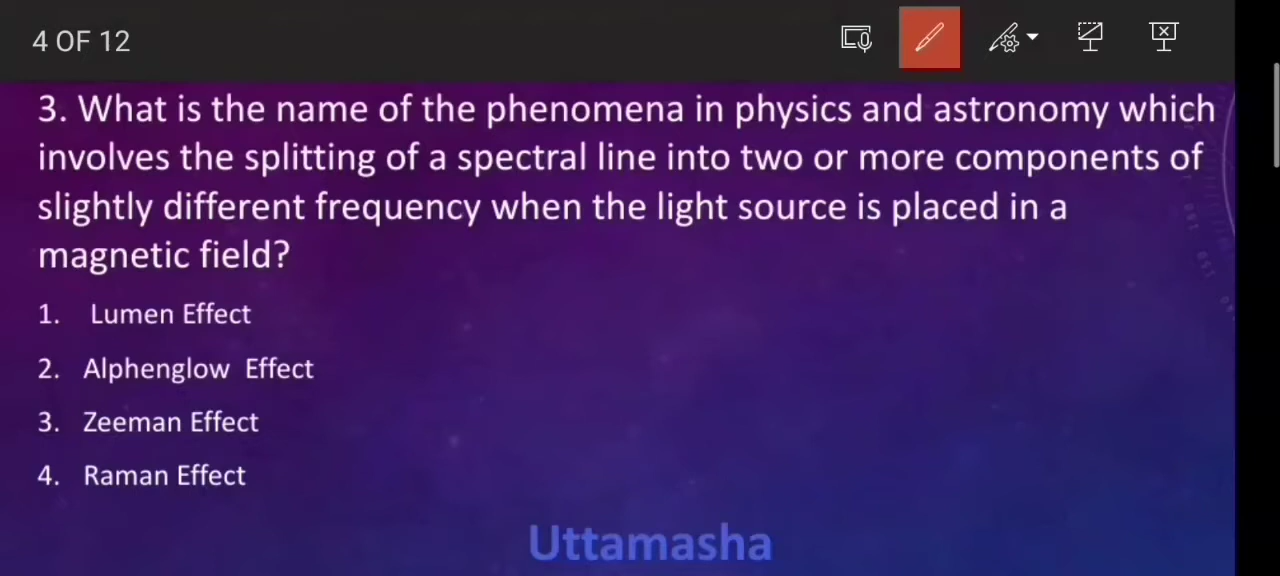 4 OF 12
3. What is the name of the phenomena in physics and astronomy which
involves the splitting of a spectral line into two or more components of
slightly different frequency when the light source is placed in a
magnetic field?
1. Lumen Effect
2. Alphenglow Effect
3. Zeeman Effect
4. Raman Effect
Uttamasha